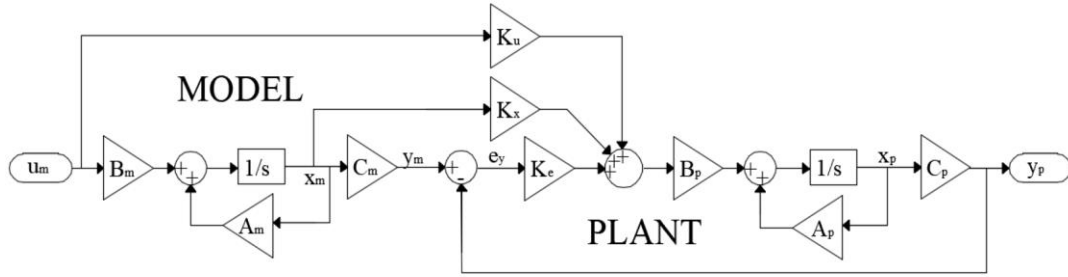 Ku
MODEL
Kx
um
Bm
+
+
1/s
xm
Cm
ym
+
-
ey
Ke
+
+
+
Bp
+
+
1/s
xp
Cp
yp
Am
PLANT
Ap